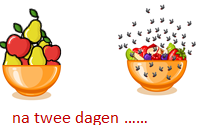 na twee dagen ......